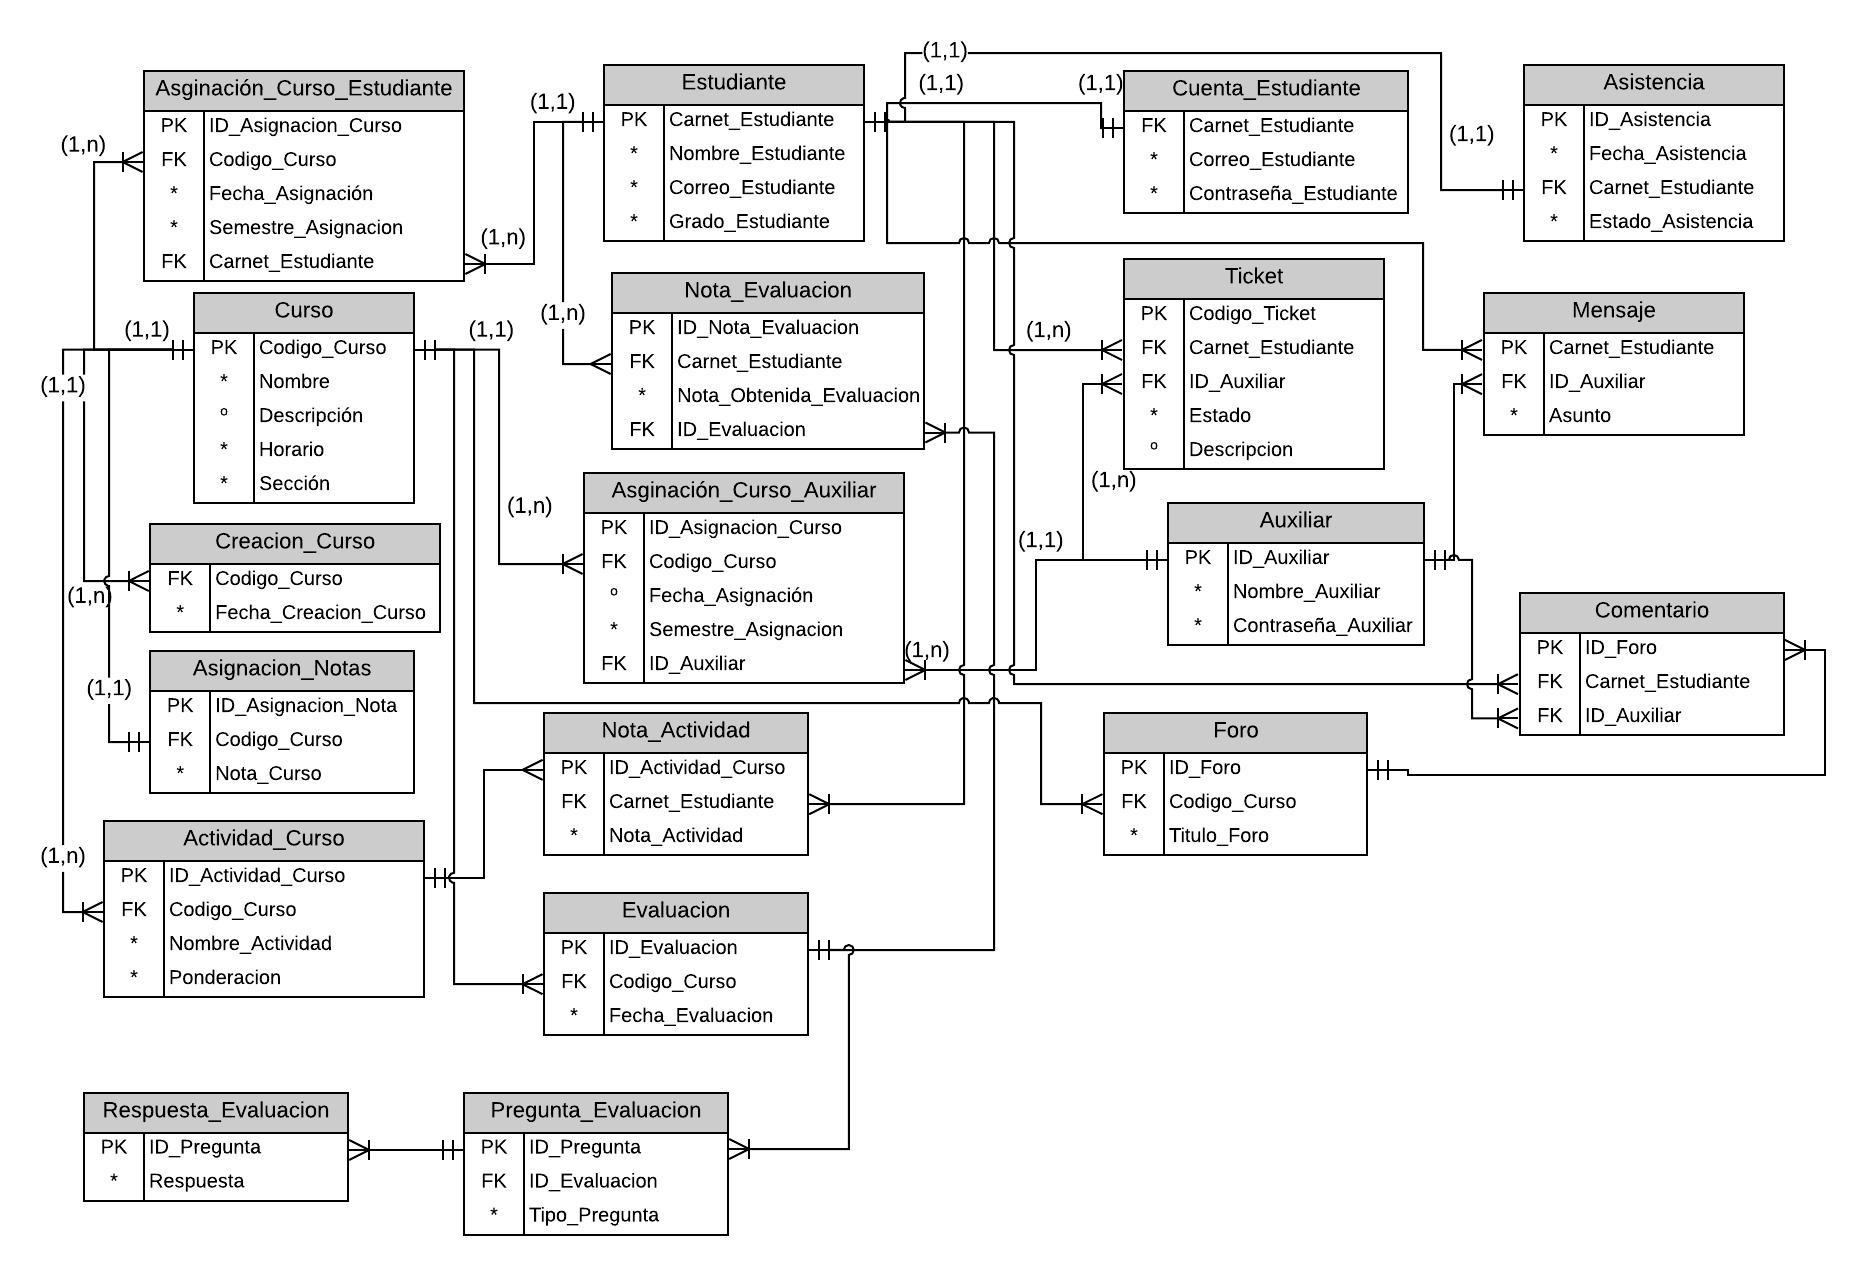 Asginación_Curso_Estudiante
PK ID_Asignacion_Curso
FK Codigo_Curso
* Fecha_Asignación
* Semestre_Asignacion
FK Carnet_Estudiante
(1,n)
(1,n)
(1,1)
Estudiante
PK Carnet_Estudiante
* Nombre_Estudiante
* Correo_Estudiante
* Grado_Estudiante
(1,1)
(1,1)
(1,1)
Cuenta_Estudiante
FK Carnet_Estudiante
* Correo_Estudiante
* Contraseña_Estudiante
(1,1)
Asistencia
PK ID_Asistencia
* Fecha_Asistencia
FK Carnet_Estudiante
* Estado_Asistencia
Curso
PK Codigo_Curso
* Nombre
º Descripción
* Horario
* Sección
(1,1)
(1,1)
(1,1)
(1,n)
Nota_Evaluacion
PK ID_Nota_Evaluacion
FK Carnet_Estudiante
* Nota_Obtenida_Evaluacion
FK ID_Evaluacion
(1,n)
Ticket
PK Codigo_Ticket
FK Carnet_Estudiante
FK ID_Auxiliar
* Estado
º Descripcion
(1,n)
Mensaje
PK Carnet_Estudiante
FK ID_Auxiliar
* Asunto
(1,n)
Asginación_Curso_Auxiliar
PK ID_Asignacion_Curso
FK Codigo_Curso
º Fecha_Asignación
* Semestre_Asignacion
FK ID_Auxiliar
(1,n)
(1,1)
Auxiliar
PK ID_Auxiliar
* Nombre_Auxiliar
* Contraseña_Auxiliar
Creacion_Curso
FK Codigo_Curso
* Fecha_Creacion_Curso
(1,n)
Comentario
PK ID_Foro
FK Carnet_Estudiante
FK ID_Auxiliar
Asignacion_Notas
PK ID_Asignacion_Nota
FK Codigo_Curso
* Nota_Curso
(1,1)
Nota_Actividad
PK ID_Actividad_Curso
FK Carnet_Estudiante
* Nota_Actividad
Foro
PK ID_Foro
FK Codigo_Curso
* Titulo_Foro
Actividad_Curso
PK ID_Actividad_Curso
FK Codigo_Curso
* Nombre_Actividad
* Ponderacion
(1,n)
Evaluacion
PK ID_Evaluacion
FK Codigo_Curso
* Fecha_Evaluacion
Respuesta_Evaluacion
PK ID_Pregunta
* Respuesta
Pregunta_Evaluacion
PK ID_Pregunta
FK ID_Evaluacion
* Tipo_Pregunta